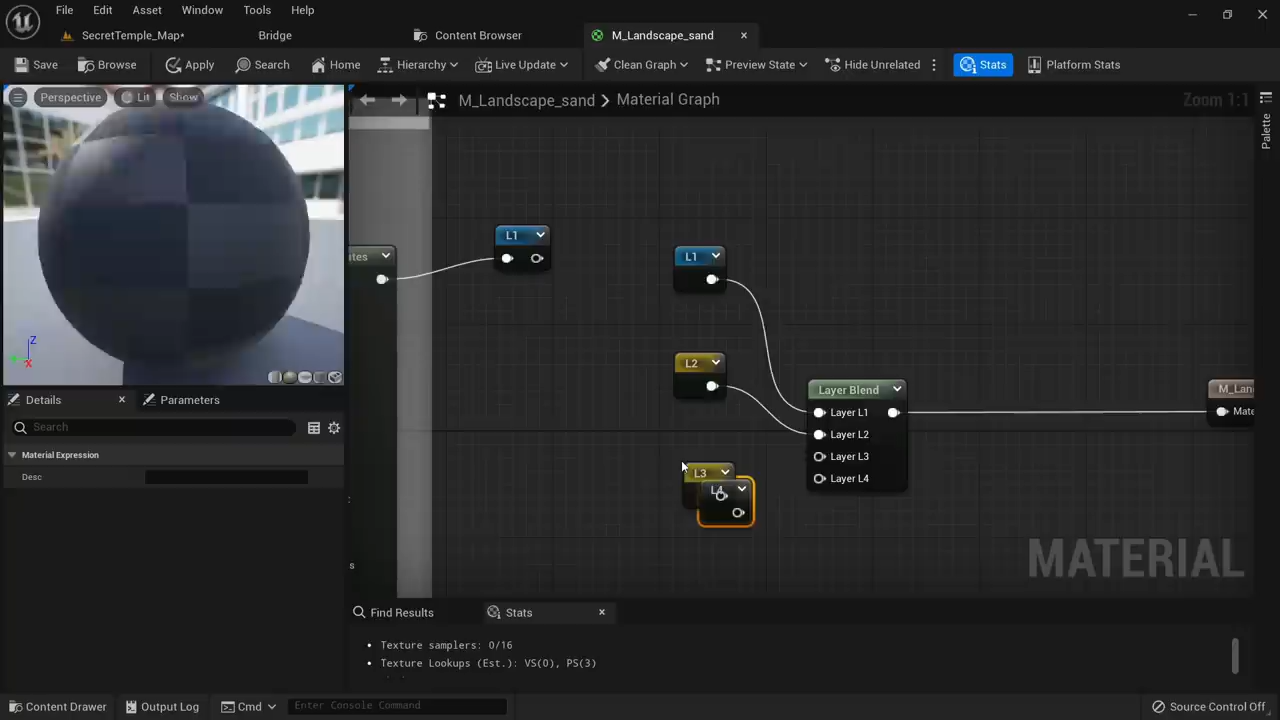 File Edit Asset Window Tools Help
SecretTemple_Map* Bridge Content Browser M_Landscape_sand
Save Browse Apply Search Home Hierarchy Live Update Clean Graph Preview State Hide Unrelated Stats Platform Stats
Perspective Lit Show
M_Landscape_sand Material Graph Zoom 1:1
Palette
L1
L1
tes
L2
Layer Blend
M_Lan
Layer L1
Mate
Layer L2
Layer L3
Layer L4
L3
L4
Z
X
Details Parameters
Search
Material Expression
Desc
s
MATERIAL
Find Results Stats
Texture samplers: 0/16
Texture Lookups (Est.): VS(0), PS(3)
Content Drawer Output Log Cmd Enter Console Command Source Control Off